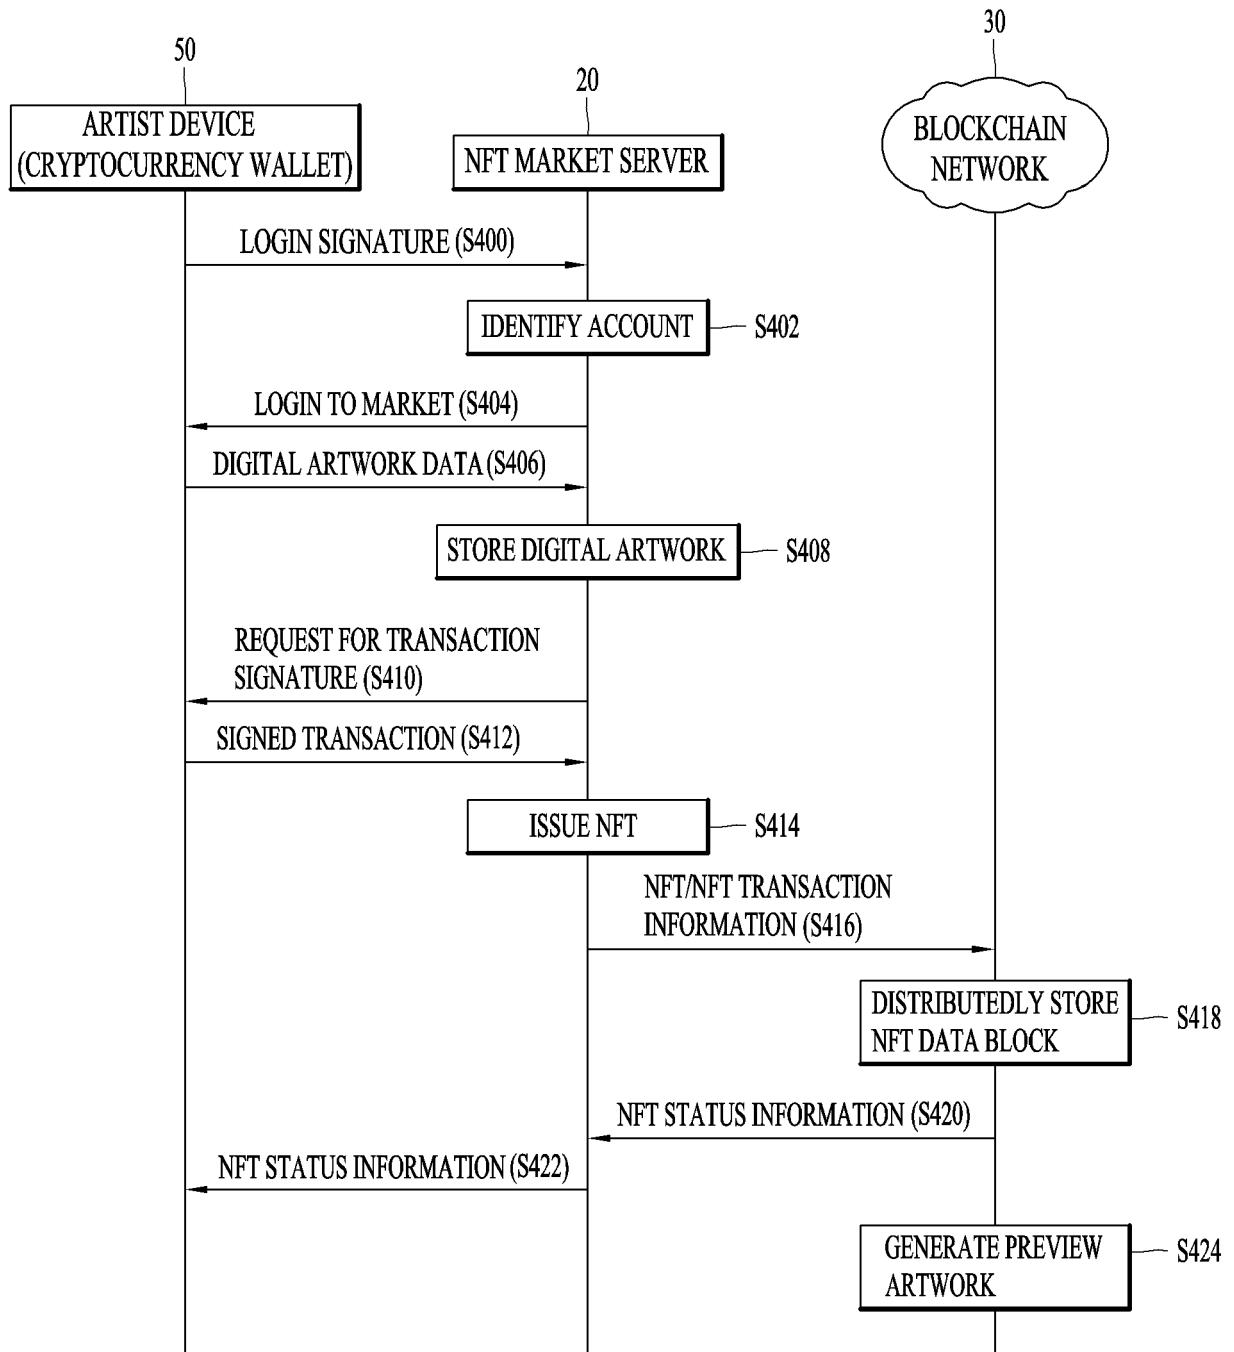 50
20
30
ARTIST DEVICE
(CRYPTOCURRENCY WALLET)
NFT MARKET SERVER
BLOCKCHAIN
NETWORK
LOGIN SIGNATURE (S400)
IDENTIFY ACCOUNT
S402
LOGIN TO MARKET (S404)
DIGITAL ARTWORK DATA (S406)
STORE DIGITAL ARTWORK
S408
REQUEST FOR TRANSACTION
SIGNATURE (S410)
SIGNED TRANSACTION (S412)
ISSUE NFT
S414
NFT/NFT TRANSACTION
INFORMATION (S416)
DISTRIBUTEDLY STORE
NFT DATA BLOCK
S418
NFT STATUS INFORMATION (S420)
NFT STATUS INFORMATION (S422)
GENERATE PREVIEW
ARTWORK
S424